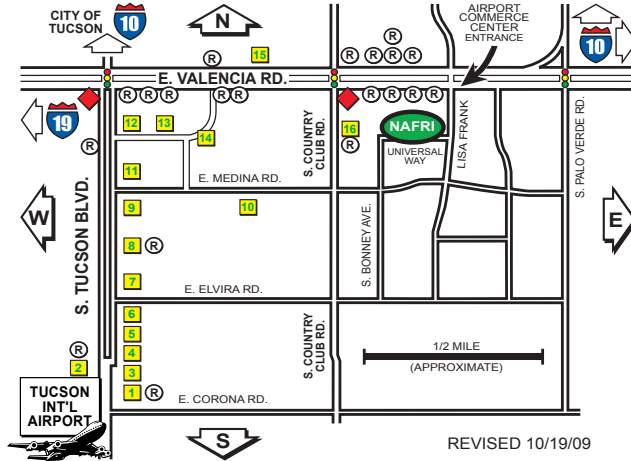 CITY OF
TUCSON
10
N
AIRPORT
COMMERCE
CENTER
ENTRANCE
10
R
15
R
R R R R
E. VALENCIA RD.
19
R R R R R
R R R R
12
13
14
16
R
R
NAFRI
UNIVERSAL
WAY
LISA FRANK
S. PALO VERDE RD.
S. COUNTRY
CLUB RD.
11
E. MEDINA RD.
W
S. TUCSON BLVD.
9
10
S. BONNEY AVE.
E
8
R
7
E. ELVIRA RD.
6
5
4
3
S. COUNTRY
CLUB RD.
1/2 MILE
(APPROXIMATE)
R
2
1
R
E. CORONA RD.
TUCSON
INT'L
AIRPORT
S
REVISED 10/19/09